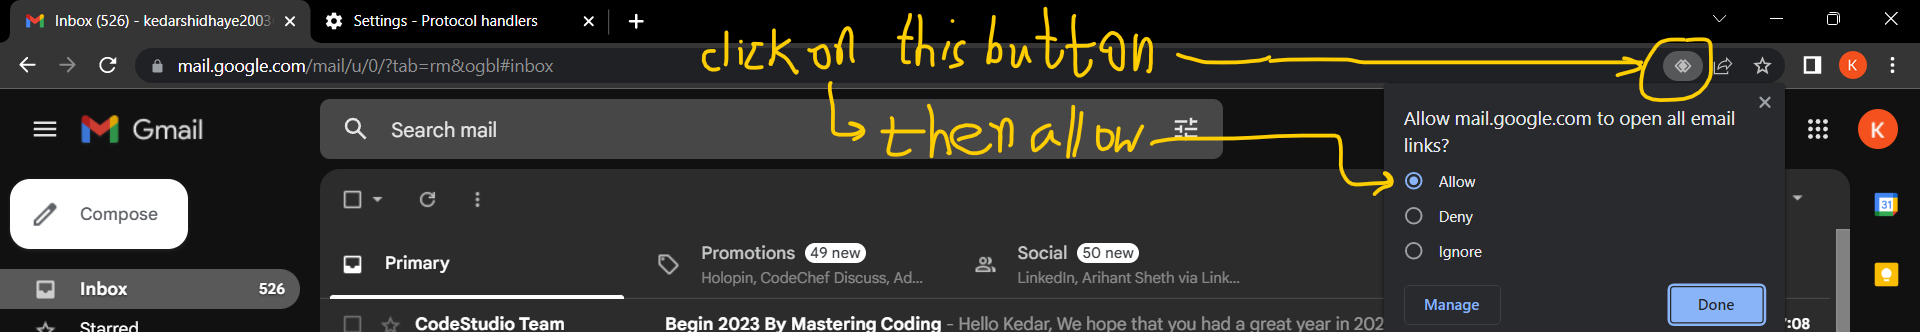 Inbox (526) - kedarshidhaye2003
Settings - Protocol handlers
click on this button
mail.google.com/mail/u/0/?tab=rm&ogbl#inbox
K
Gmail
Search mail
then allow
Allow mail.google.com to open all email
links?
K
Allow
Compose
Deny
31
Ignore
Primary
Promotions 49 new
Holopin, CodeChef Discuss, Ad...
Social 50 new
LinkedIn, Arihant Sheth via Link...
Inbox 526
Manage
Done
Starred
CodeStudio Team
Begin 2023 By Mastering Coding - Hello Kedar, We hope that you had a great year in 202
:08